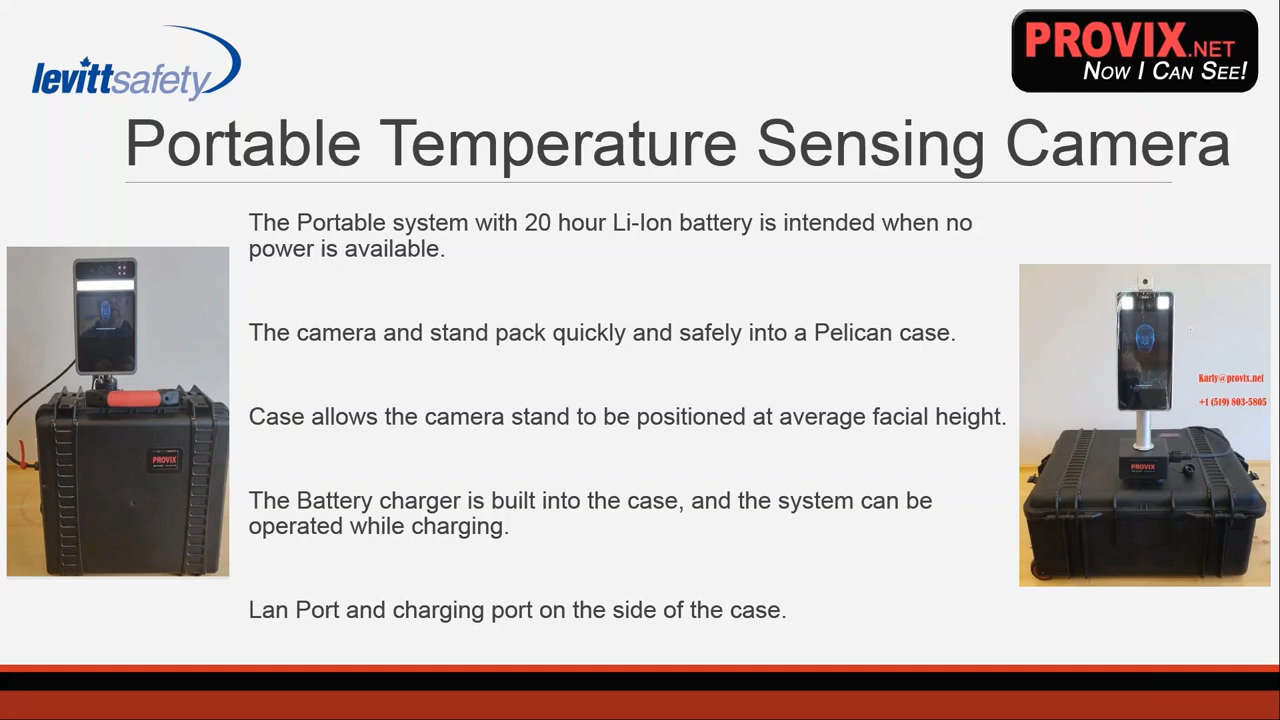 levittsafety
PROVIX.NET
NOW I CAN SEE!
Portable Temperature Sensing Camera
The Portable system with 20 hour Li-Ion battery is intended when no
power is available.
The camera and stand pack quickly and safely into a Pelican case.
Case allows the camera stand to be positioned at average facial height.
The Battery charger is built into the case, and the system can be
operated while charging.
Lan Port and charging port on the side of the case.
PROVIX
Karly@provix.net
+1 (519) 803-5805
PROVIX